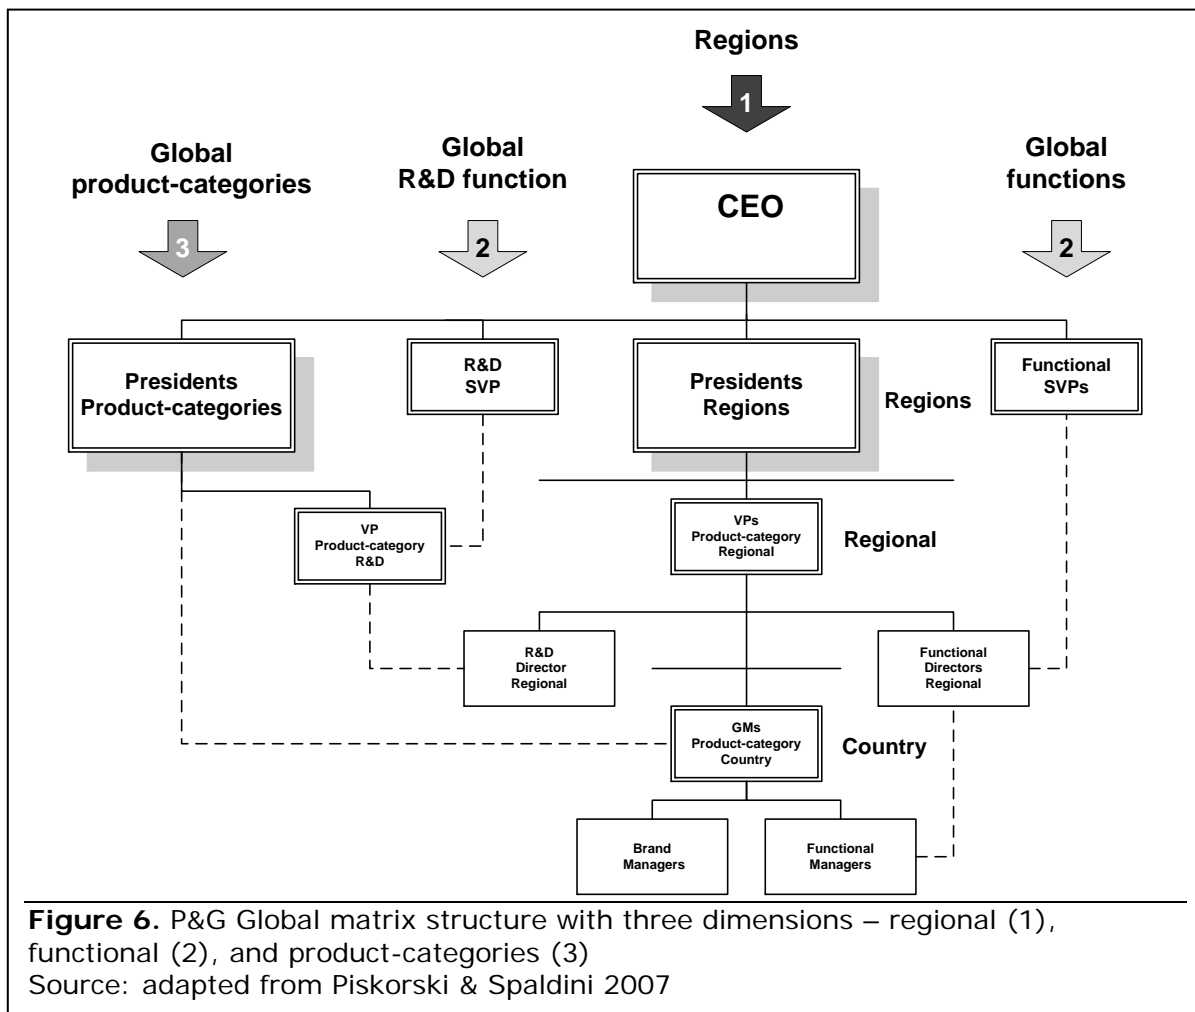 Regions
1
Global
product-categories
Global
R&D function
Global
functions
3
2
CEO
2
Presidents
Product-categories
R&D
SVP
Presidents
Regions
Regions
Functional
SVPs
VP
Product-category
R&D
VPs
Product-category
Regional
Regional
R&D
Director
Regional
Functional
Directors
Regional
GMs
Product-category
Country
Country
Brand
Managers
Functional
Managers
Figure 6. P&G Global matrix structure with three dimensions – regional (1),
functional (2), and product-categories (3)
Source: adapted from Piskorski & Spaldini 2007